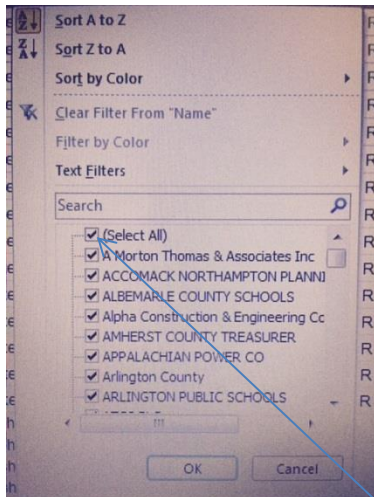 Sort A to Z
Sort Z to A
Sort by Color
Clear Filter From "Name"
Filter by Color
Text Filters
Search
(Select All)
A Morton Thomas & Associates Inc
ACCOMACK NORTHAMPTON PLANNI
ALBEMARLE COUNTY SCHOOLS
Alpha Construction & Engineering Cc
AMHERST COUNTY TREASURER
APPALACHIAN POWER CO
Arlington County
ARLINGTON PUBLIC SCHOOLS
OK
Cancel